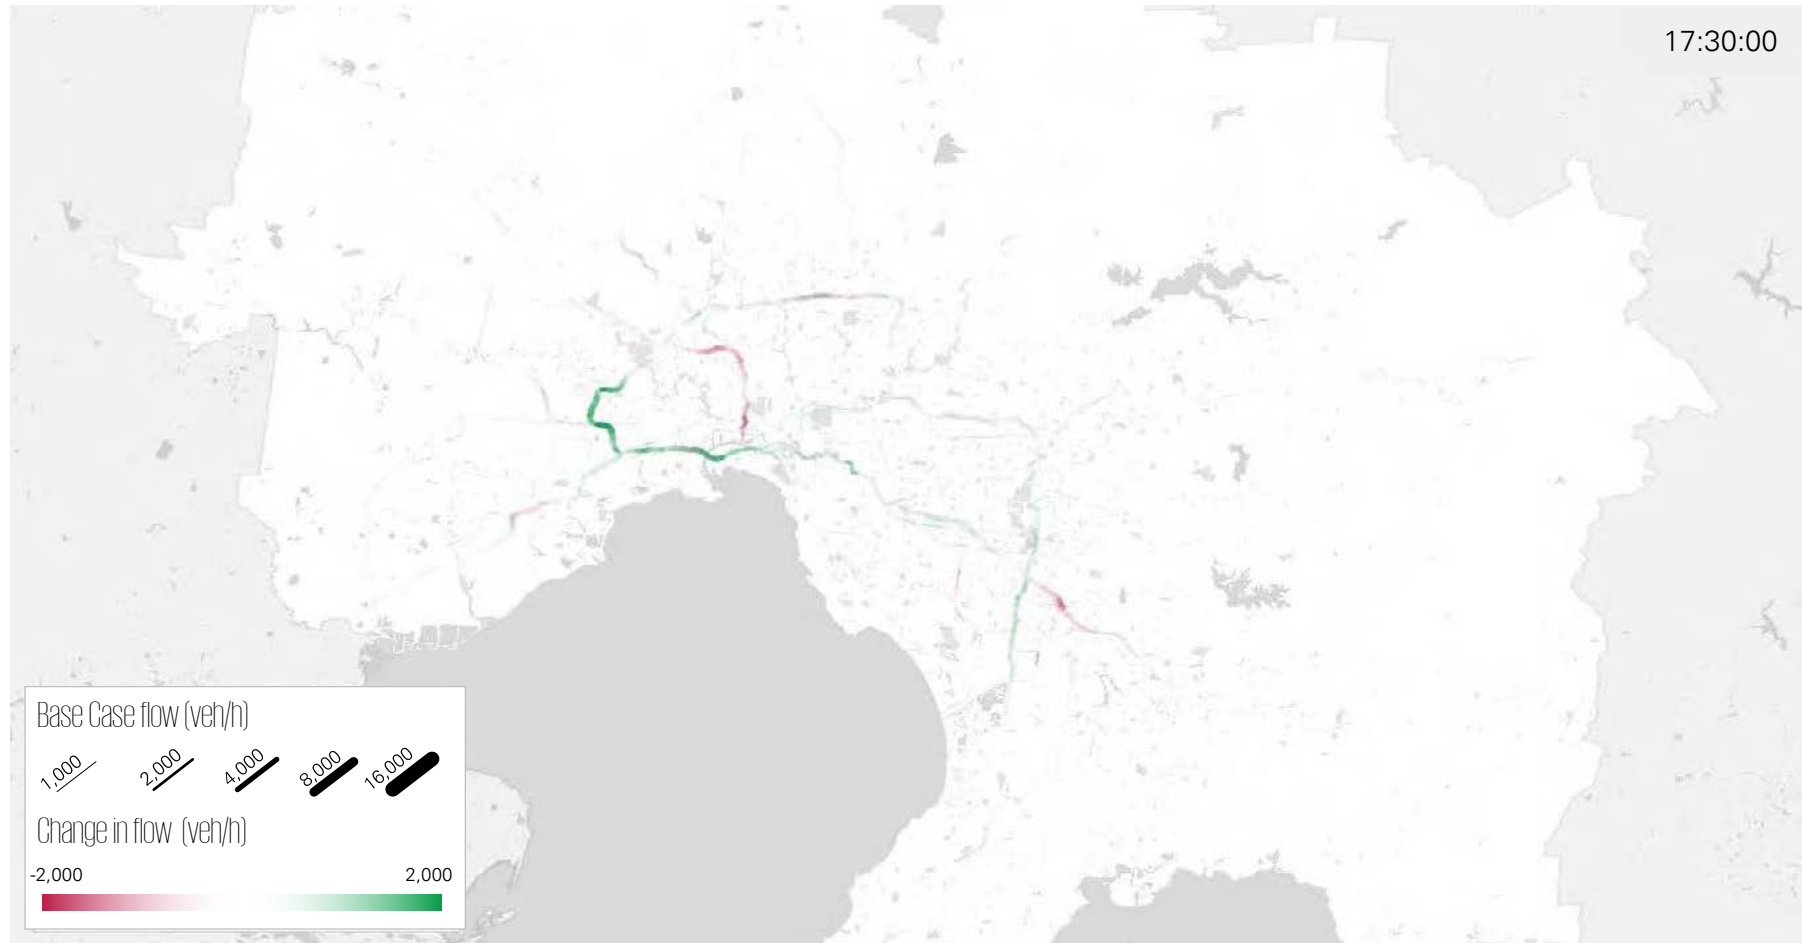 17:30:00
Base Case flow (veh/h)
1,000 2,000 4,000 8,000 16,000
Change in flow (veh/h)
-2,000 2,000